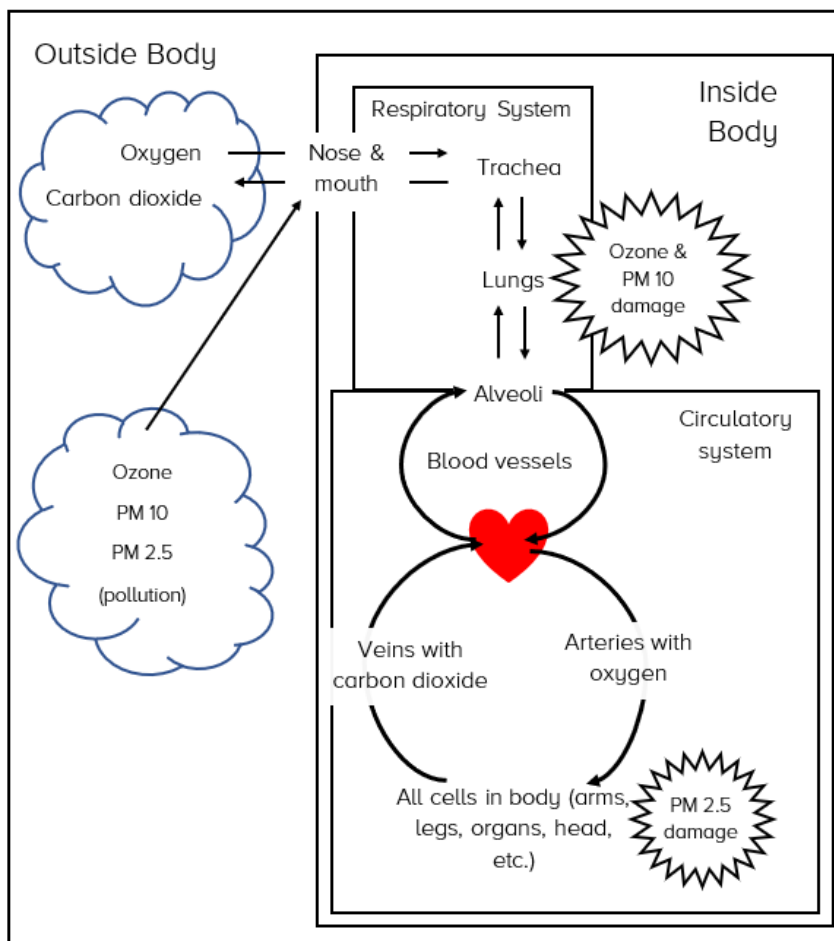 Outside Body
Inside
Body
Respiratory System
Oxygen
Carbon dioxide
Nose &
mouth
Trachea
Lungs
Ozone &
PM 10
damage
Alveoli
Circulatory
system
Blood vessels
Ozone
PM 10
PM 2.5
(pollution)
Veins with
carbon dioxide
Arteries with
oxygen
All cells in body (arms,
legs, organs, head,
etc.)
PM 2.5
damage